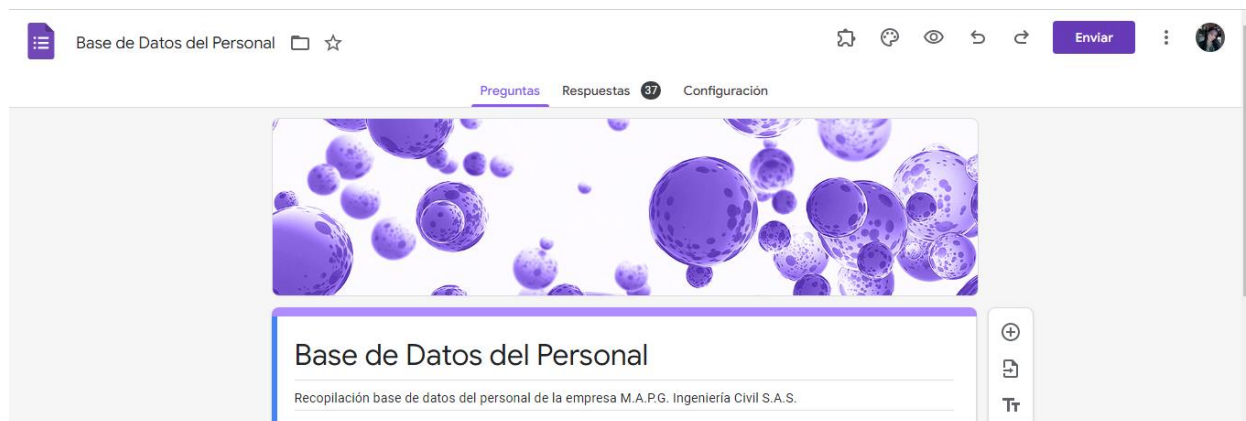 Base de Datos del Personal
Enviar
Preguntas Respuestas 37 Configuración
Base de Datos del Personal
Recopilación base de datos del personal de la empresa M.A.P.G. Ingeniería Civil S.A.S.
Tт